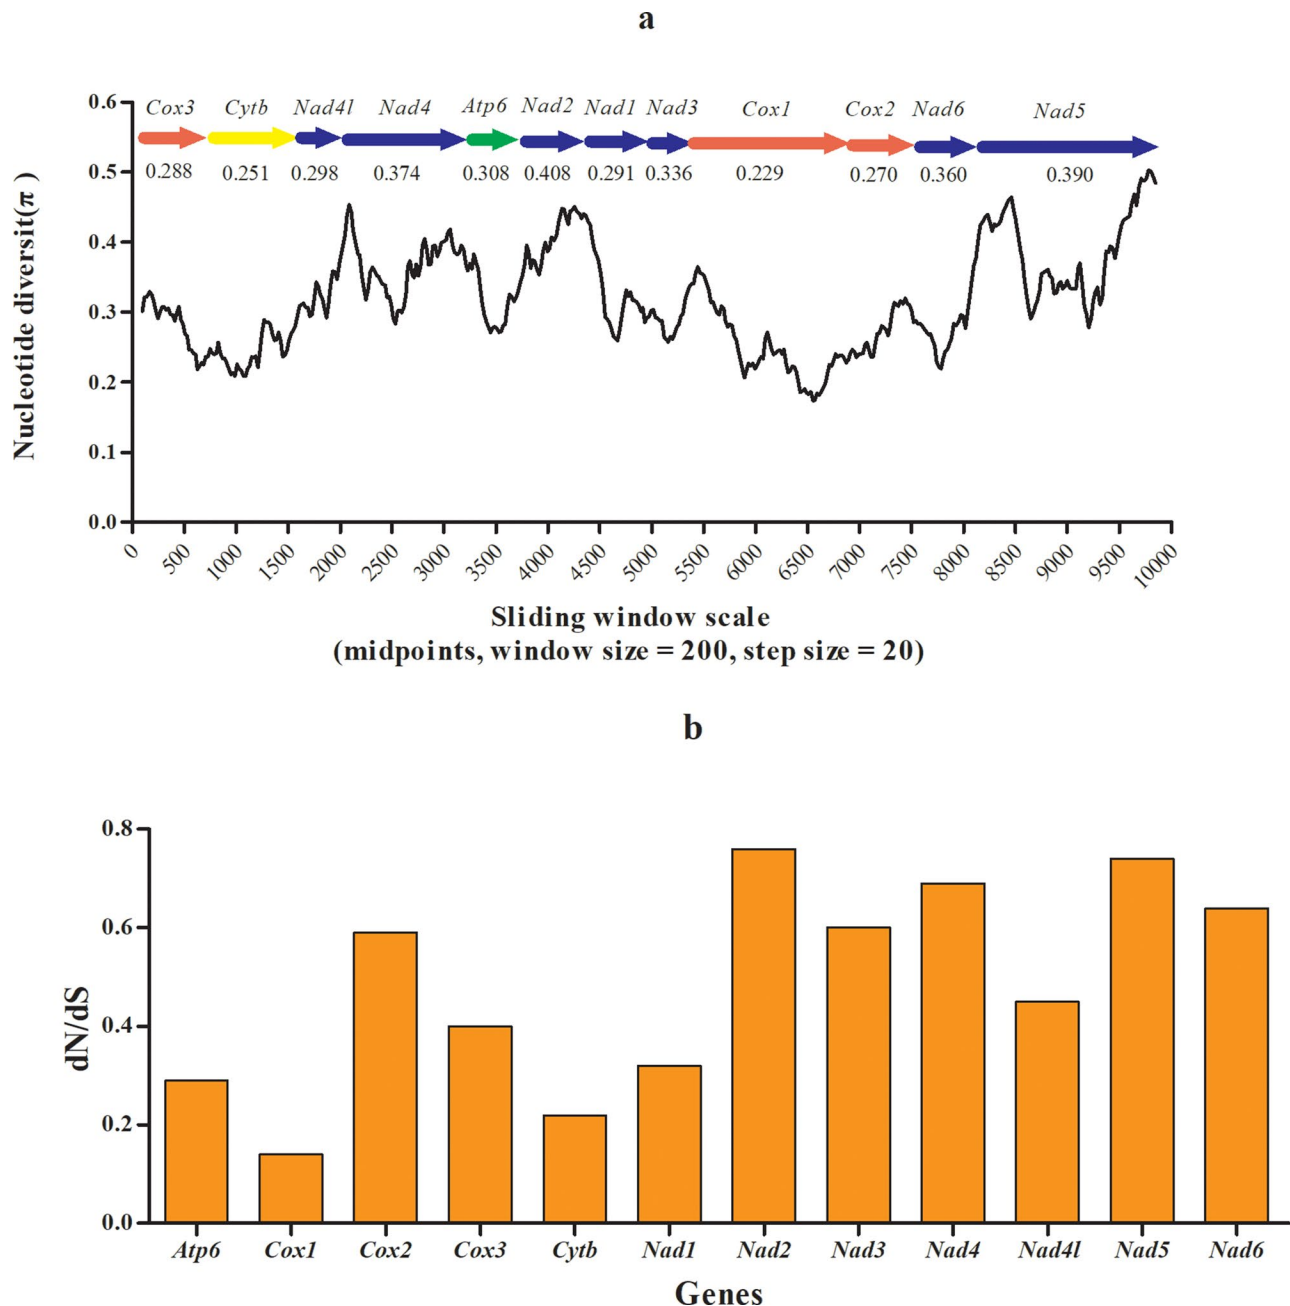 a
Cox3 Cytb Nad4l Nad4 Atp6 Nad2 Nad1 Nad3 Cox1 Cox2 Nad6 Nad5
0.288 0.251 0.298 0.374 0.308 0.408 0.291 0.336 0.229 0.270 0.360 0.390
Nucleotide diversit(π )
0.6
0.5
0.4
0.3
0.2
0.1
0.0
0 500 1000 1500 2000 2500 3000 3500 4000 4500 5000 5500 6000 6500 7000 7500 8000 8500 9000 9500 10000
Sliding window scale
(midpoints, window size = 200, step size = 20)
b
dN/dS
0.8
0.6
0.4
0.2
0.0
Atp6 Cox1 Cox2 Cox3 Cytb Nad1 Nad2 Nad3 Nad4 Nad4l Nad5 Nad6
Genes